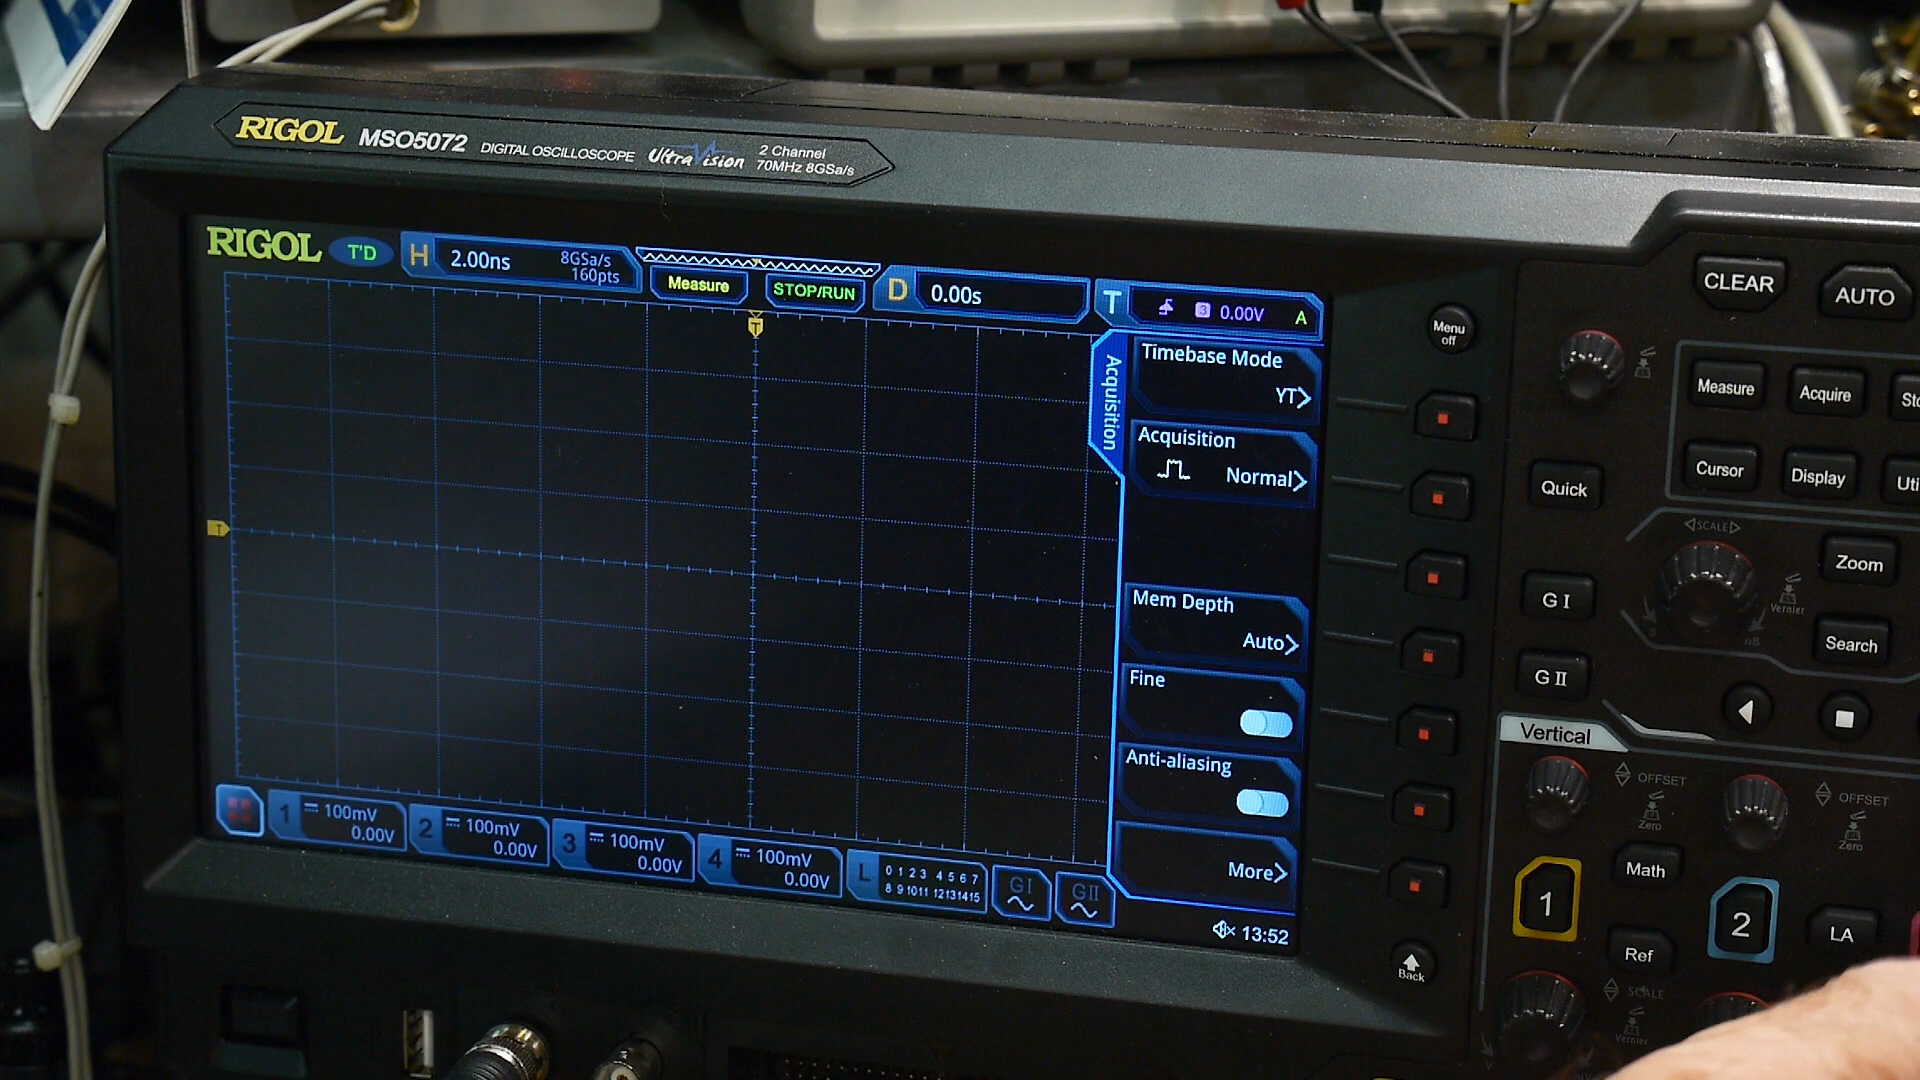 RIGOL MSO5072 DIGITAL OSCILLOSCOPE UltraVision 2 Channel
70MHz 8GSa/s
RIGOL T'D H 2.00ns 8GSa/s
160pts
Measure STOP/RUN D 0.00s T 3 0.00V A
T
T
Acquisition
Timebase Mode
YT>
Acquisition
Normal>
Mem Depth
Auto>
Fine
Anti-aliasing
More>
1 100mV
0.00V
2 100mV
0.00V
3 100mV
0.00V
4 100mV
0.00V
L 0 1 2 3 4 5 6 7
8 9 10 11 12 13 14 15
GI GII
13:52
Menu
off
CLEAR AUTO
Measure Acquire
Cursor Display
Quick
SCALE
Zoom
Vernier
S nS
G I
Search
G II
Vertical
OFFSET OFFSET
Zero Zero
Math
1 2
LA
Ref
Back
SCALE
Vernier